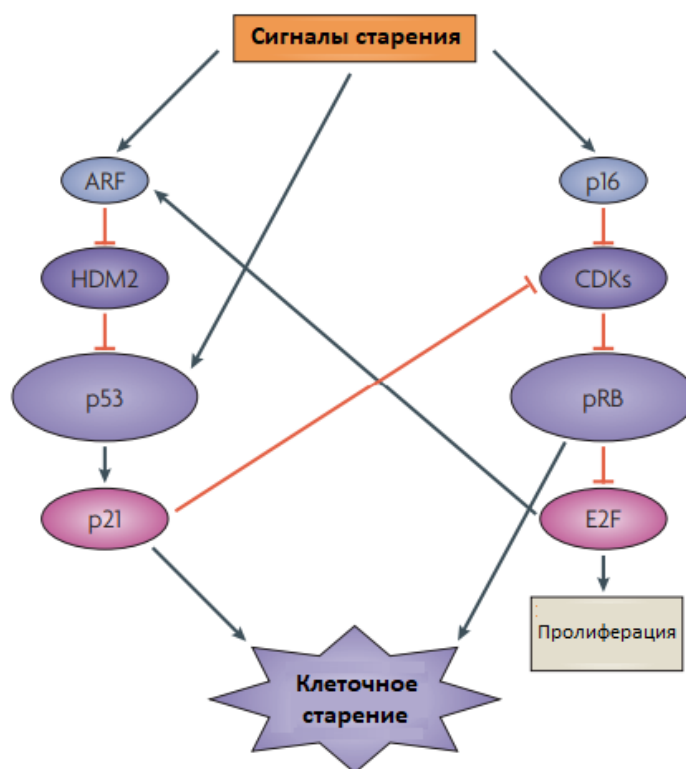 Сигналы старения
ARF
p16
HDM2
CDKs
p53
pRB
p21
E2F
Пролиферация
Клеточное
старение